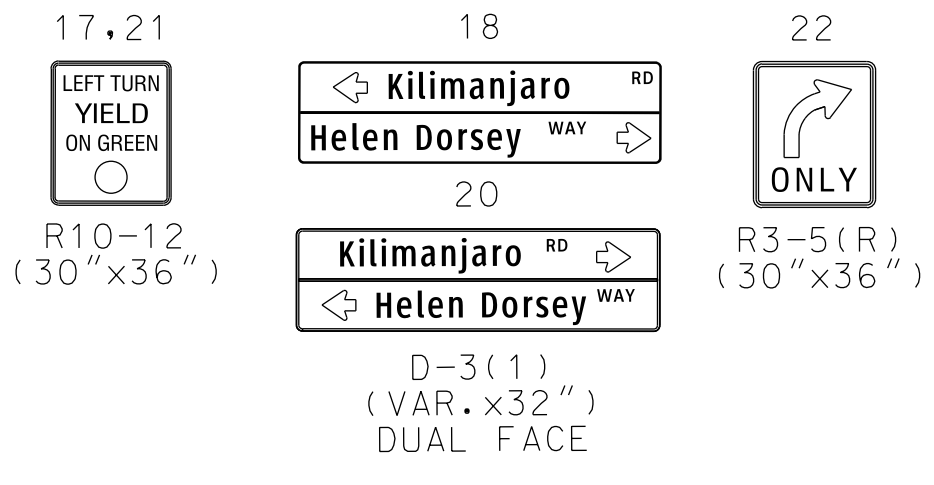 17,21
LEFT TURN
YIELD
ON GREEN
R10-12
(30"x36")
18
Kilimanjaro RD
Helen Dorsey WAY
20
Kilimanjaro RD
Helen Dorsey WAY
D-3(1)
(VAR.x32")
DUAL FACE
22
ONLY
R3-5(R)
(30"x36")